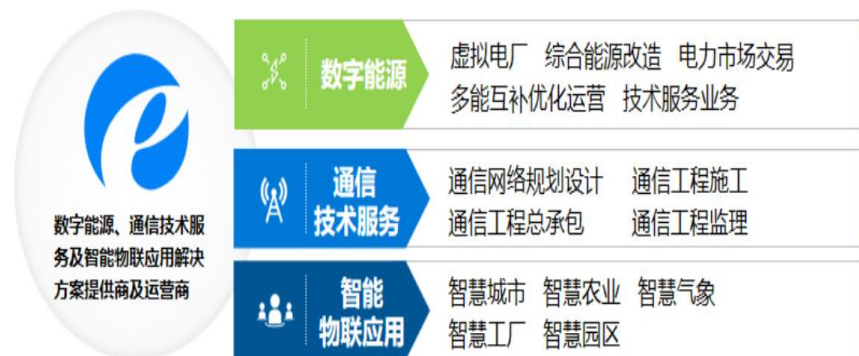 数字能源、通信技术服
务及智能物联应用解决
方案提供商及运营商
数字能源
虚拟电厂 综合能源改造 电力市场交易
多能互补优化运营 技术服务业务
通信
技术服务
通信网络规划设计 通信工程施工
通信工程总承包 通信工程监理
智能
物联应用
智慧城市 智慧农业 智慧气象
智慧工厂 智慧园区